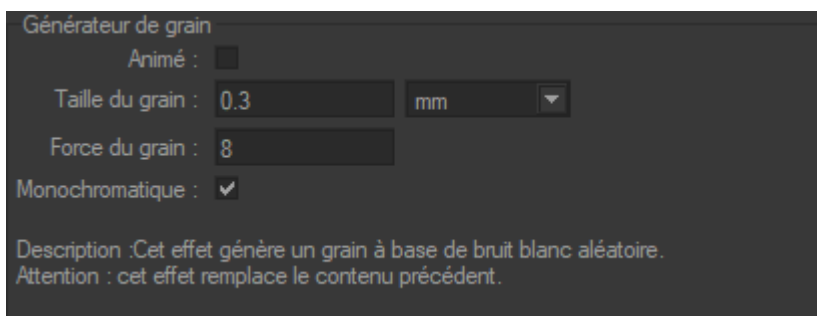 Générateur de grain
Animé :
Taille du grain : 0.3 mm
Force du grain : 8
Monochromatique :
Description :Cet effet génère un grain à base de bruit blanc aléatoire.
Attention : cet effet remplace le contenu précédent.